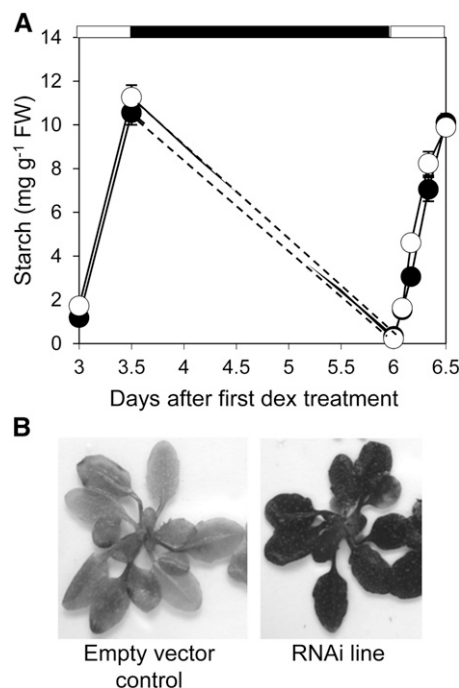 A
14
12
10
8
6
4
2
0
Starch (mg g⁻¹ FW)
3 3.5 4 4.5 5 5.5 6 6.5
Days after first dex treatment
B
Empty vector control
RNAi line